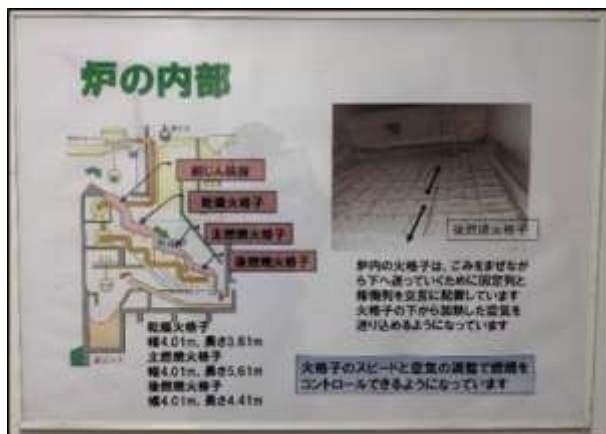 炉の内部
乾燥火格子
主燃焼火格子
後燃焼火格子
後燃焼火格子
炉内の火格子は、ごみをまぜなが
ら下へ送っていくために固定列と
稼働列を交互に配置しています
火格子の下から加熱した空気を
送り込めるようになっています
乾燥火格子
幅4.01m, 長さ3.61m
主燃焼火格子
幅4.01m, 長さ5.61m
後燃焼火格子
幅4.01m, 長さ4.41m
火格子のスピードと空気の調整で燃焼を
コントロールできるようになっています